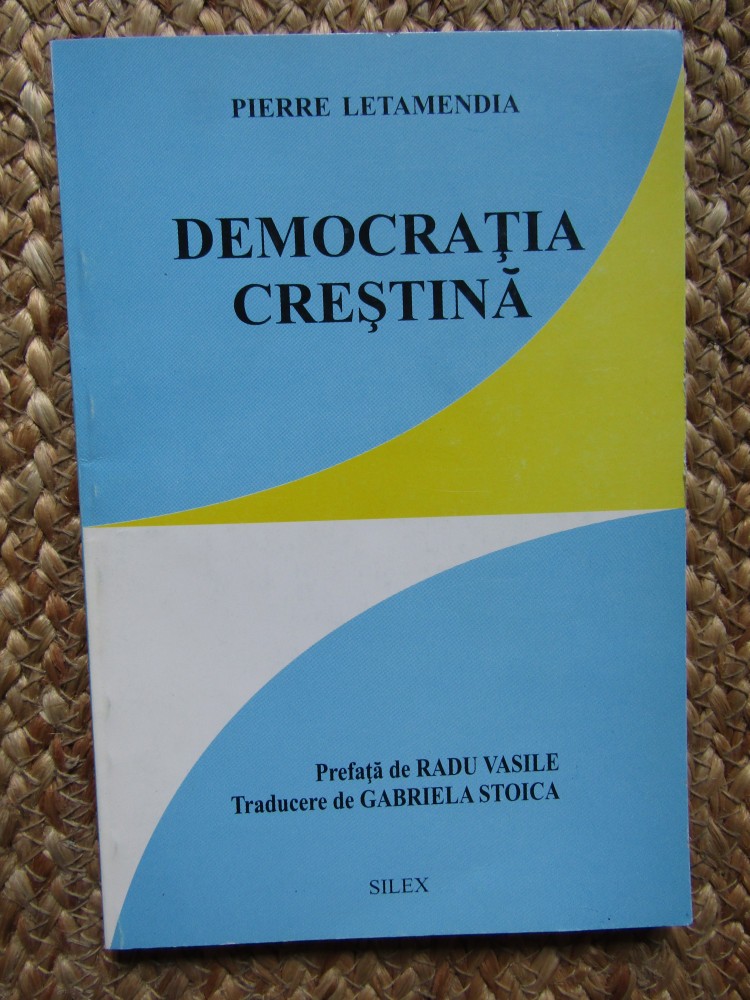 PIERRE LETAMENDIA
DEMOCRAŢIA
CREŞTINĂ
Prefaţă de RADU VASILE
Traducere de GABRIELA STOICA
SILEX